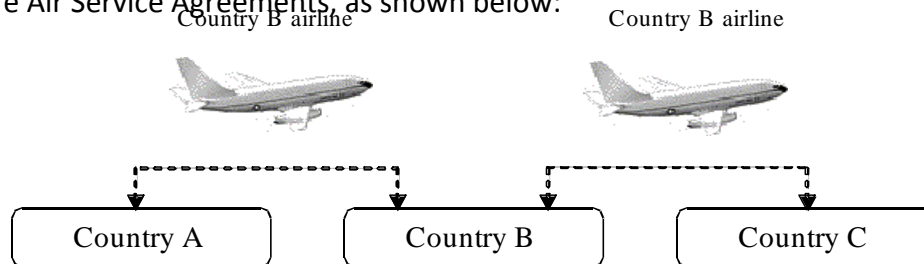 e Air Service Agreements, as shown below:
Country B airline
Country B airline
Country A
Country B
Country C